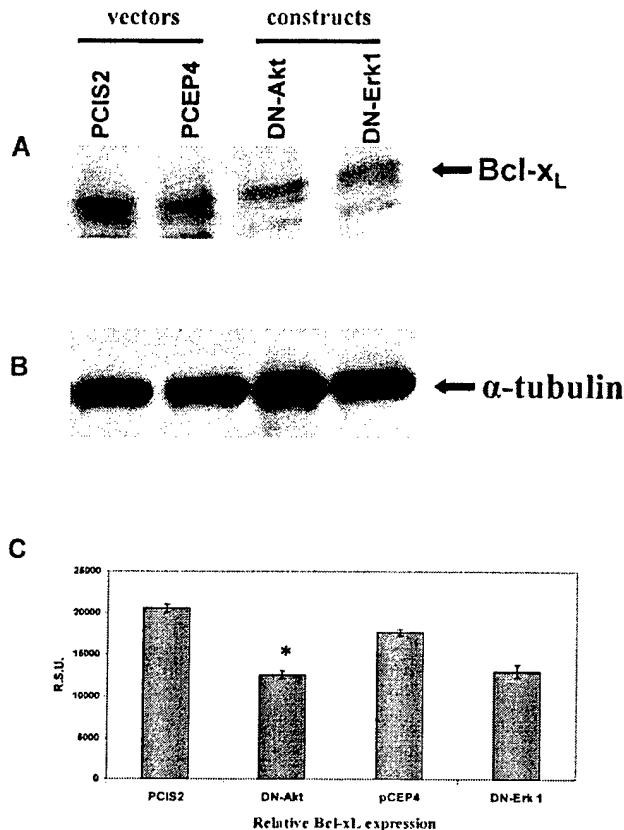 vectors constructs
PCIS2 PCEP4 DN-Akt DN-Erk1
A
Bcl-xL
B
α-tubulin
C
25000
20000
15000
10000
5000
0
R.S.U.
*
PCIS2 DN-Akt pCEP4 DN-Erk 1
Relative Bcl-xL expression